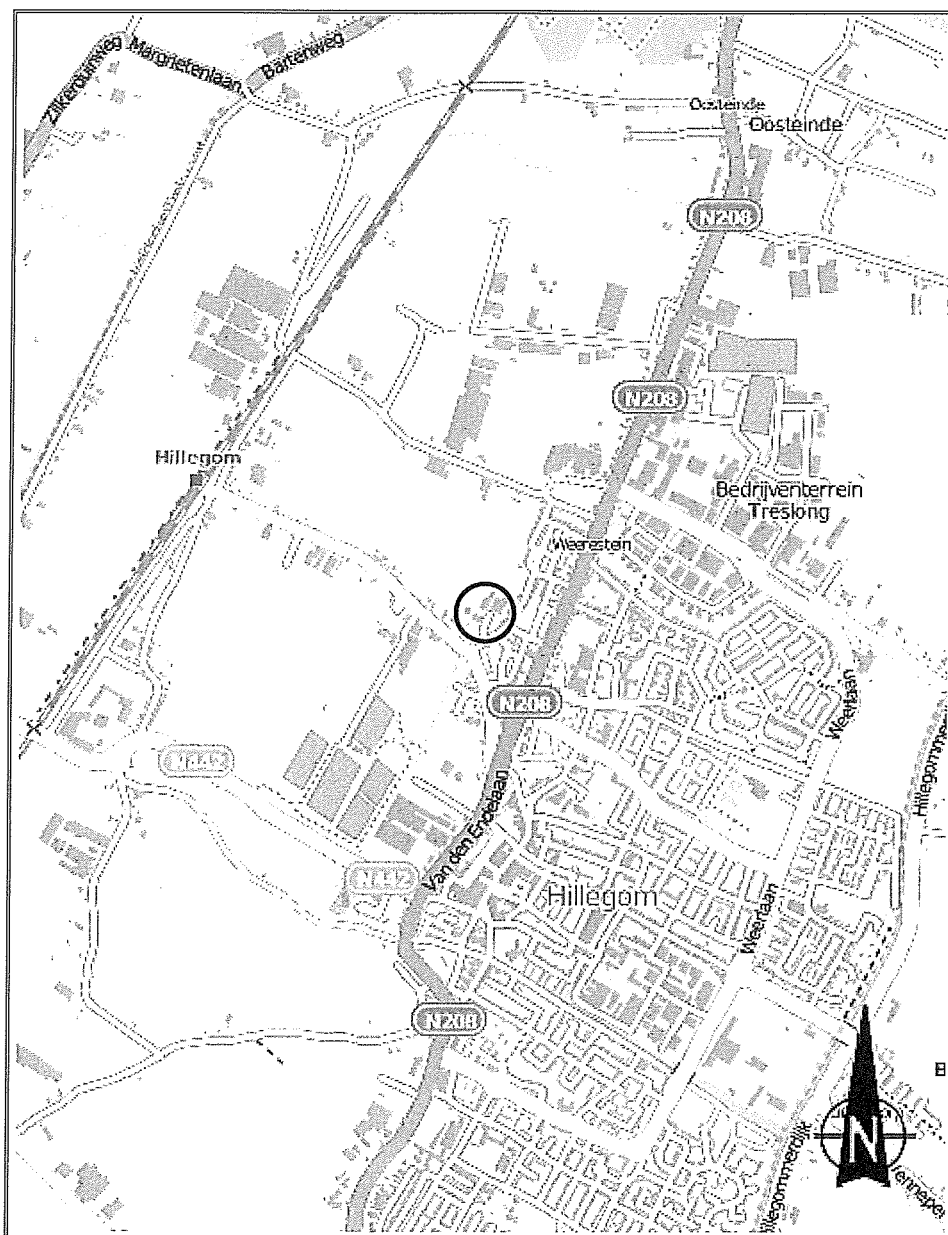 Zilkerduinweg
Margrietenlaan
Bartenweg
Oosteinde
Oosteinde
N208
N208
Hillegom
Bedrijventerrein
Treslong
Weerestein
N208
Weerlaan
N442
Hillegomme
Van den Endelaan
N442
Hillegom
Weerlaan
N208
N
Hillegommerdijk